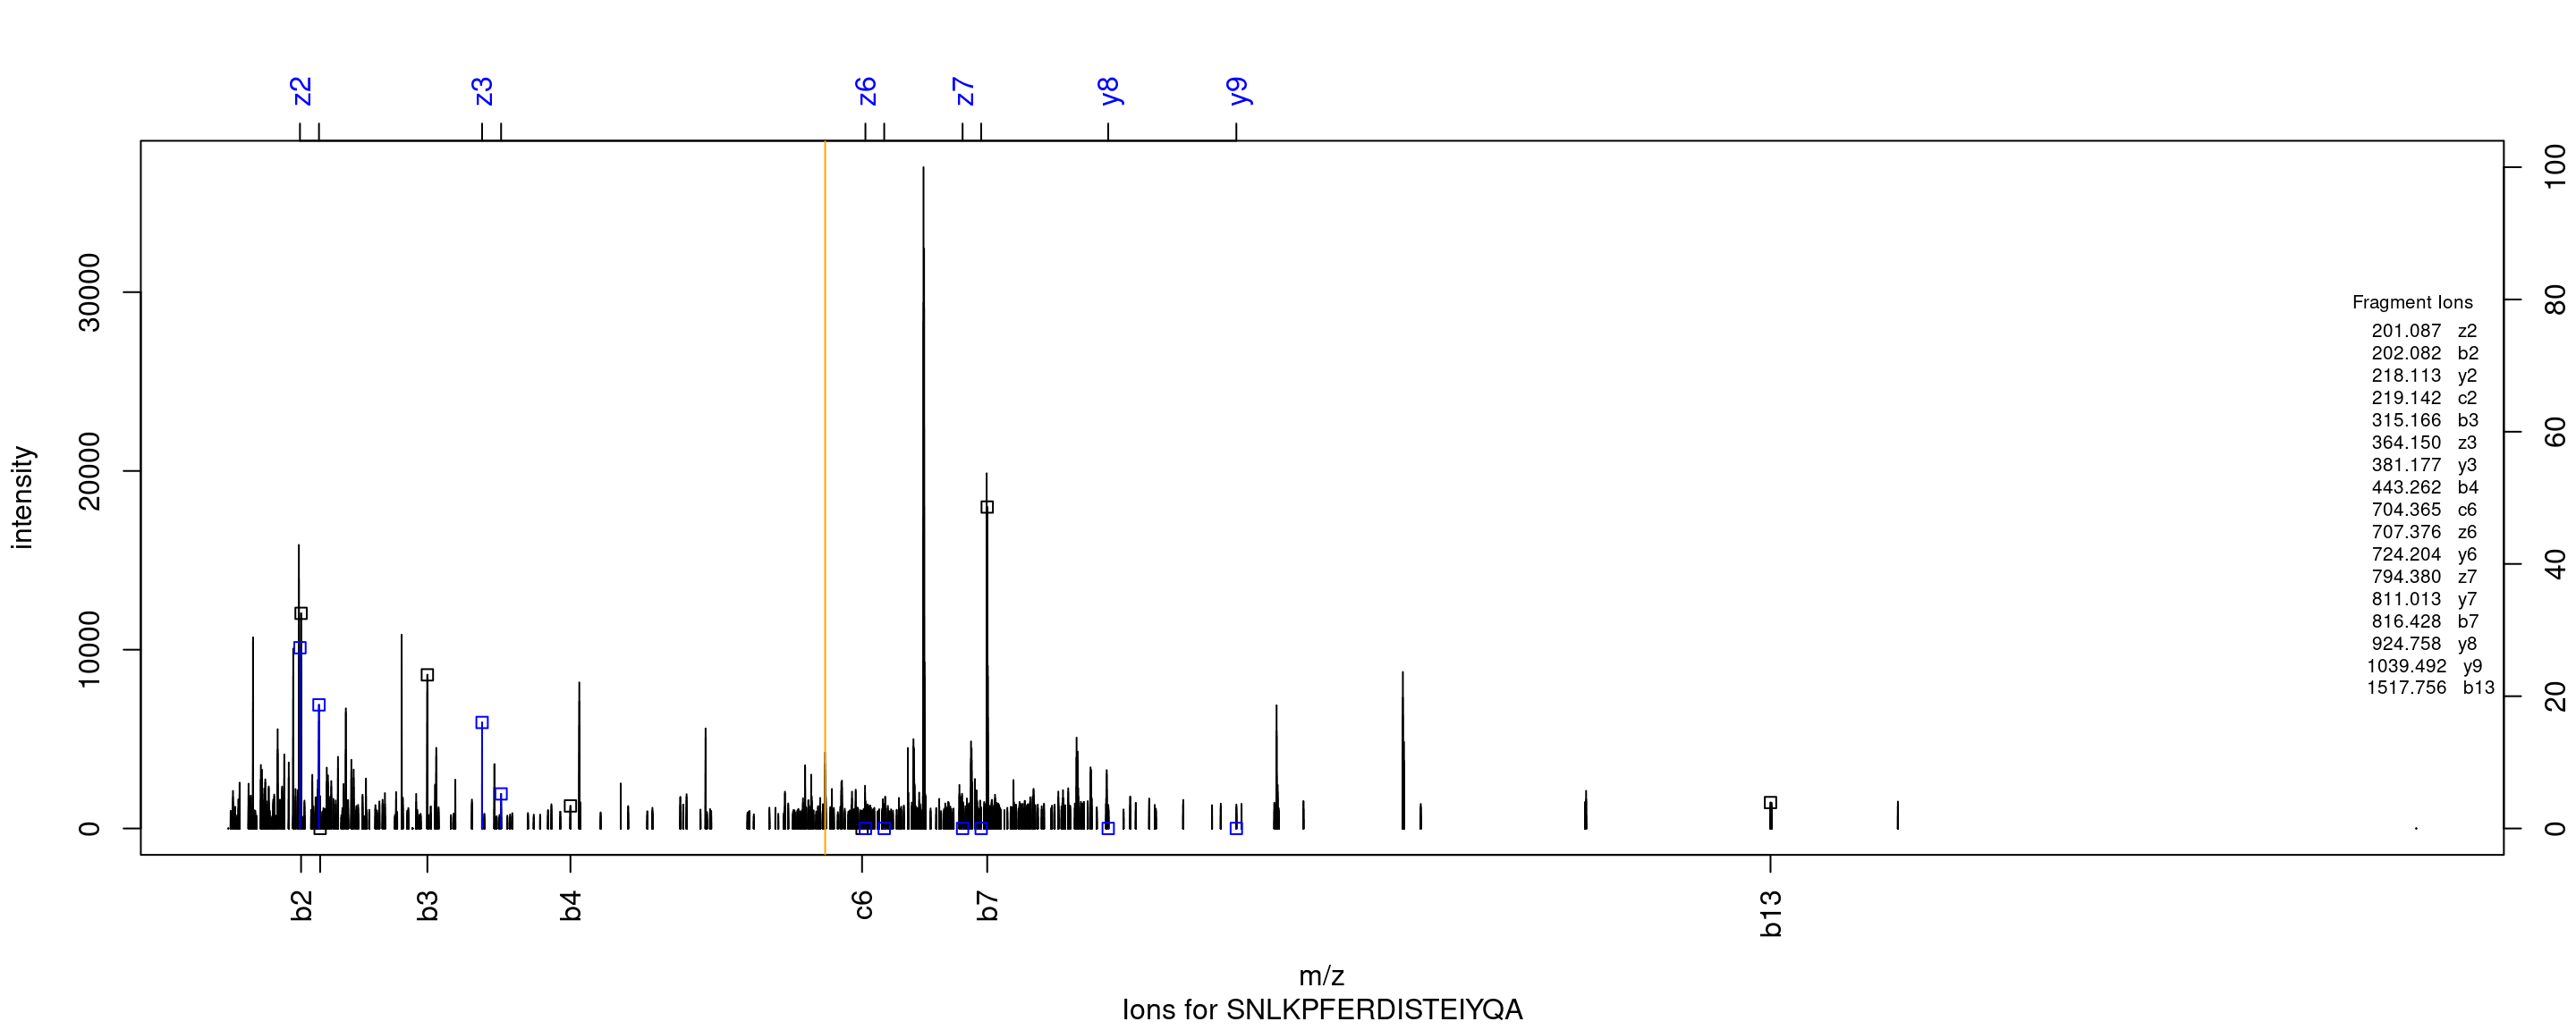 z2 z3 z6 z7 y8 y9
100
80
60
40
20
0
30000
20000
10000
0
intensity
Fragment Ions
201.087 z2
202.082 b2
218.113 y2
219.142 c2
315.166 b3
364.150 z3
381.177 y3
443.262 b4
704.365 c6
707.376 z6
724.204 y6
794.380 z7
811.013 y7
816.428 b7
924.758 y8
1039.492 y9
1517.756 b13
b2 b3 b4 c6 b7 b13
m/z
Ions for SNLKPFERDISTEIYQA